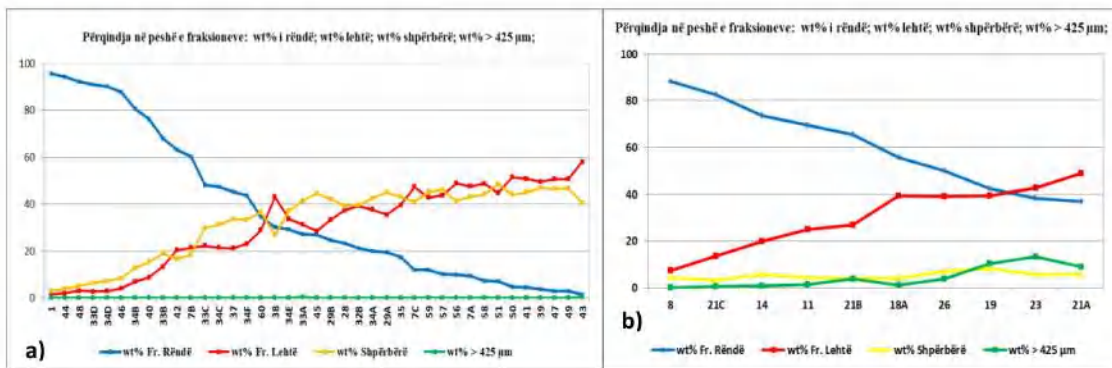 Përqindja në peshë e fraksioneve: wt% i rëndë; wt% lehtë; wt% shpërbërë; wt% > 425 µm;
100
80
60
40
20
0
1 44 48 33D 34D 46 34B 40 33B 42 7B 33C 34C 37 34F 60 38 34E 33A 45 29B 28 32B 34A 29A 35 7C 59 57 56 7A 58 51 50 41 39 47 49 43
a)
wt% Fr. Rëndë wt% Fr. Lehtë wt% Shpërbërë wt% > 425 µm
Përqindja në peshë e fraksioneve: wt% i rëndë; wt% lehtë; wt% shpërbërë; wt% > 425 µm;
100
80
60
40
20
0
8 21C 14 11 21B 18A 26 19 23 21A
b)
wt% Fr. Rëndë wt% Fr. Lehtë wt% Shpërbërë wt% > 425 µm